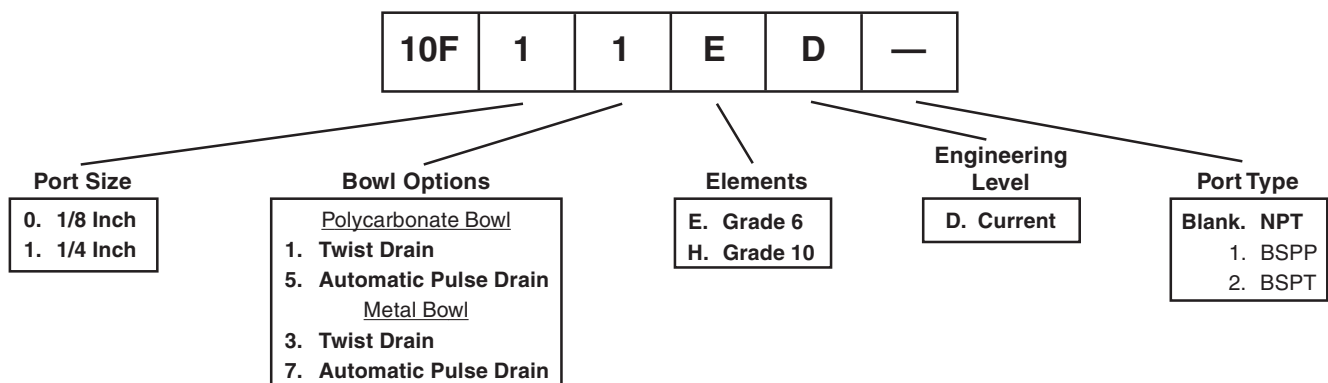 10F 1 1 E D —
Port Size
0. 1/8 Inch
1. 1/4 Inch
Bowl Options
Polycarbonate Bowl
1. Twist Drain
5. Automatic Pulse Drain
Metal Bowl
3. Twist Drain
7. Automatic Pulse Drain
Elements
E. Grade 6
H. Grade 10
Engineering
Level
D. Current
Port Type
Blank. NPT
1. BSPP
2. BSPT